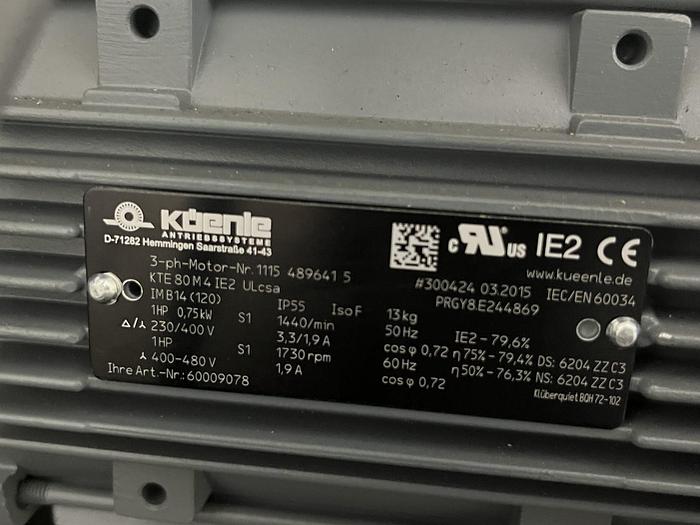 Küenle
ANTRIEBSSYSTEME
D-71282 Hemmingen Saarstraße 41-43
c RU US IE2 CE
www.kueenle.de
3-ph-Motor-Nr. 1115 489641 5 #300424 03.2015 IEC/EN 60034
KTE 80 M 4 IE2 ULcsa PRGY8.E244869
IM B14 (120) IP55 Iso F 13kg
1HP 0,75kW S1 1440/min 50Hz IE2 - 79,6%
△/⅄ 230/400 V 3,3/1,9 A cos φ 0,72 η 75% - 79,4% DS: 6204 ZZ C3
1HP S1 1730 rpm 60 Hz η 50% - 76,3% NS: 6204 ZZ C3
⅄ 400-480 V 1,9 A cos φ 0,72 Klüberquiet BQH 72-102
Ihre Art.-Nr.: 60009078